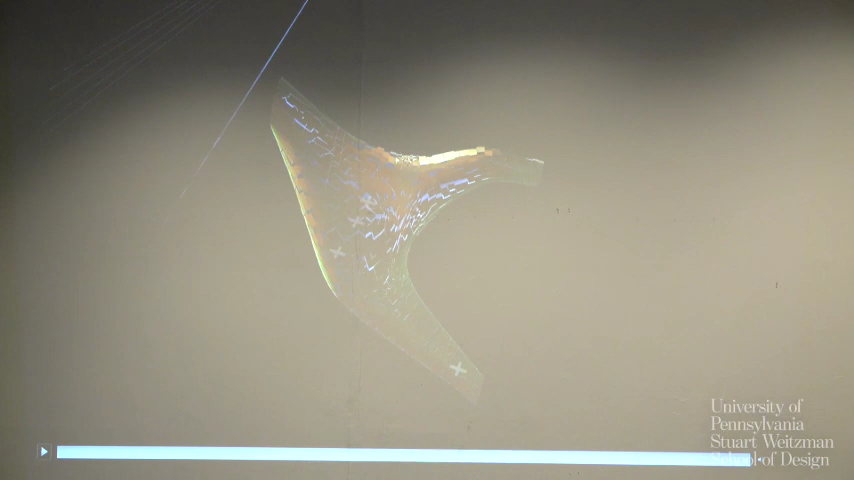 University of
Pennsylvania
Stuart Weitzman
School of Design